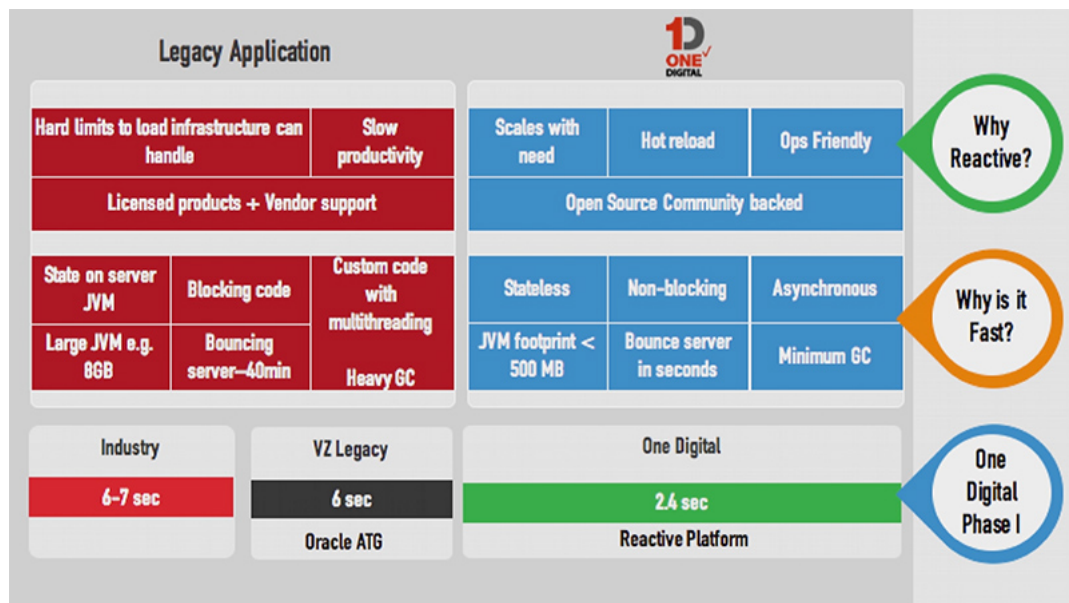 Legacy Application
1D
ONE
DIGITAL
Hard limits to load infrastructure can
handle
Slow
productivity
Scales with
need
Hot reload
Ops Friendly
Why
Reactive?
Licensed products + Vendor support
Open Source Community backed
State on server
JVM
Blocking code
Custom code
with
multithreading
Heavy GC
Large JVM e.g.
8GB
Bouncing
server–40min
Stateless
Non-blocking
Asynchronous
JVM footprint <
500 MB
Bounce server
in seconds
Minimum GC
Why is it
Fast?
Industry
6-7 sec
VZ Legacy
6 sec
Oracle ATG
One Digital
2.4 sec
Reactive Platform
One
Digital
Phase I